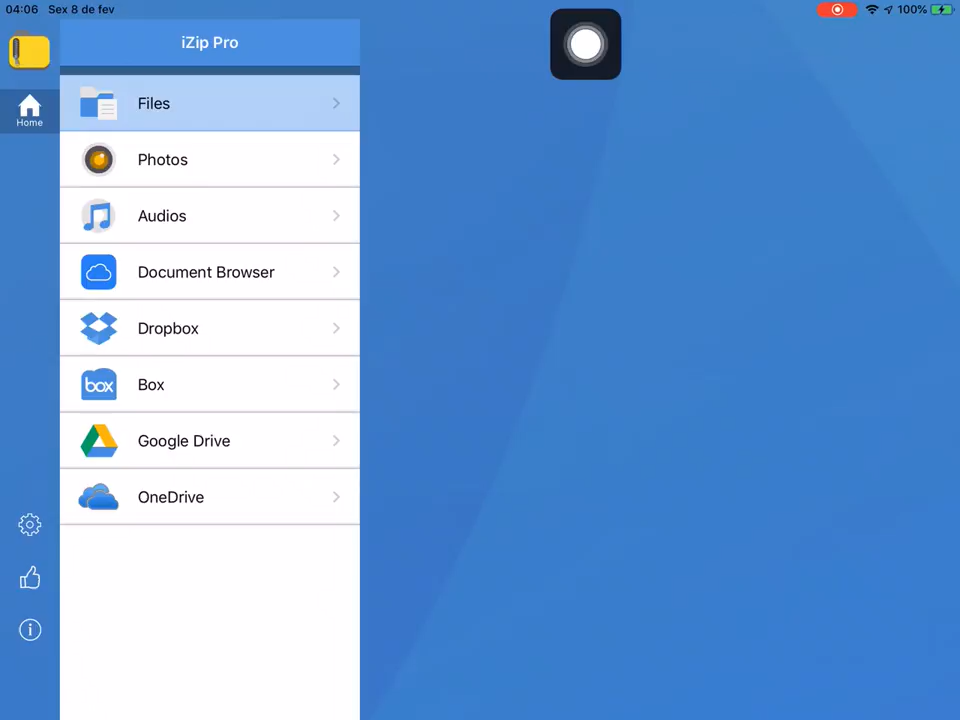 04:06 Sex 8 de fev
100%
iZip Pro
Home
Files
Photos
Audios
Document Browser
Dropbox
box
Box
Google Drive
OneDrive